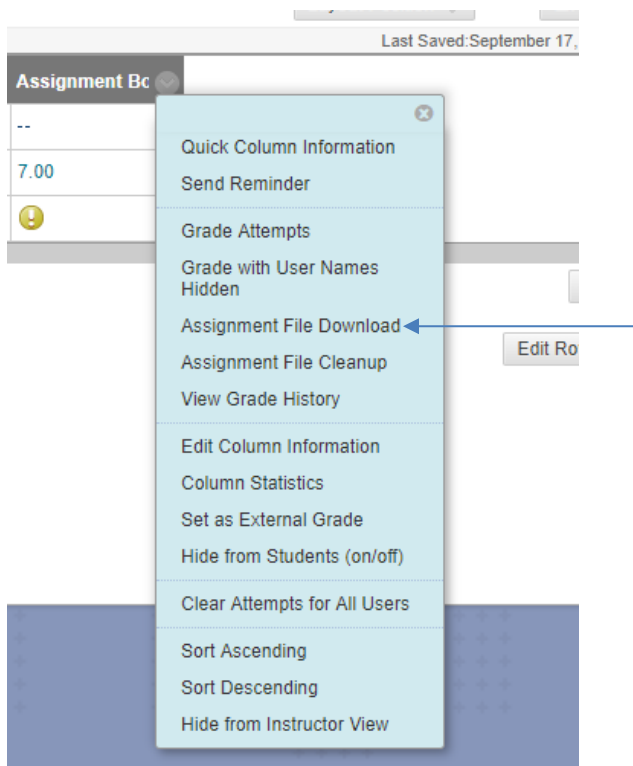 Last Saved:September 17,
Assignment Bc
--
Quick Column Information
7.00
Send Reminder
Grade Attempts
Grade with User Names
Hidden
Assignment File Download
Edit Ro
Assignment File Cleanup
View Grade History
Edit Column Information
Column Statistics
Set as External Grade
Hide from Students (on/off)
Clear Attempts for All Users
Sort Ascending
Sort Descending
Hide from Instructor View